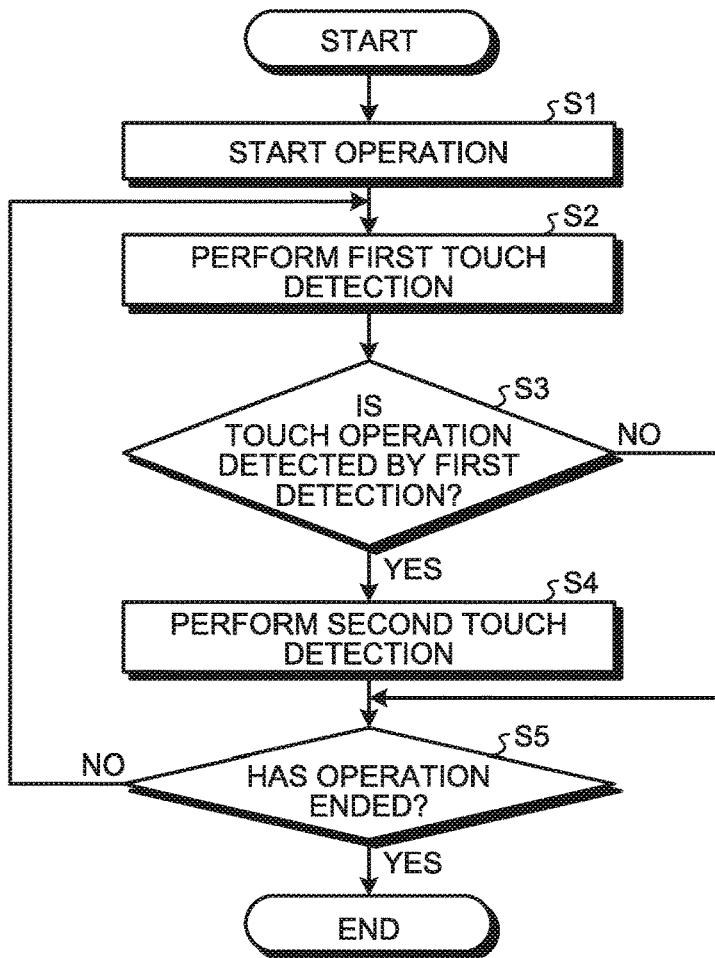 START
S1
START OPERATION
S2
PERFORM FIRST TOUCH
DETECTION
S3
IS
TOUCH OPERATION
DETECTED BY FIRST
DETECTION?
NO
YES
S4
PERFORM SECOND TOUCH
DETECTION
S5
NO
HAS OPERATION
ENDED?
YES
END